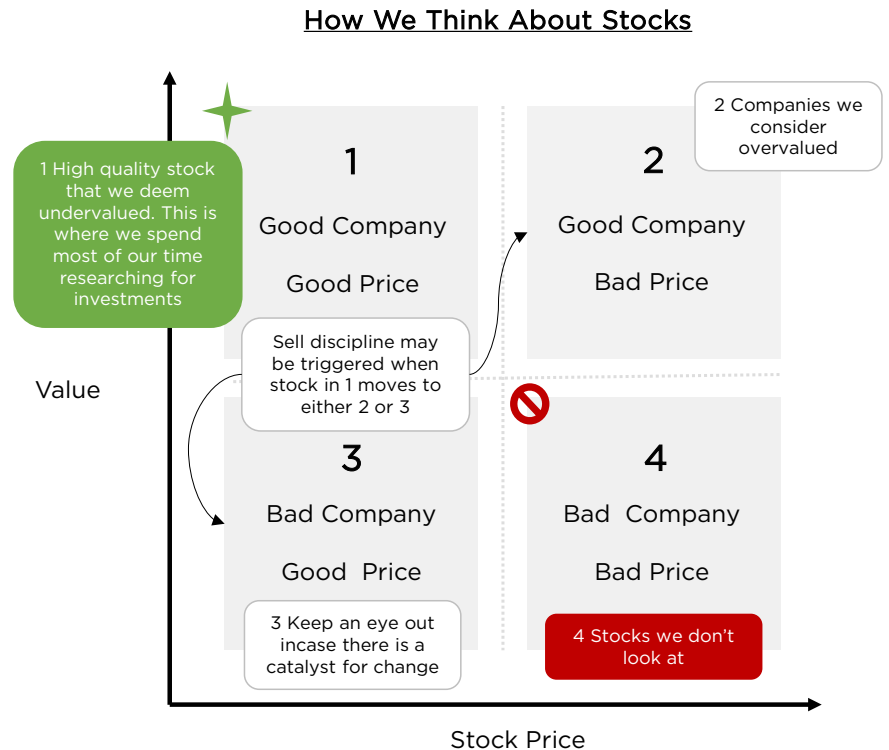 How We Think About Stocks
1 High quality stock
that we deem
undervalued. This is
where we spend
most of our time
researching for
investments
1
Good Company
Good Price
2 Companies we
consider
overvalued
2
Good Company
Bad Price
Sell discipline may
be triggered when
stock in 1 moves to
either 2 or 3
Value
3
Bad Company
Good Price
3 Keep an eye out
incase there is a
catalyst for change
4
Bad Company
Bad Price
4 Stocks we don't
look at
Stock Price